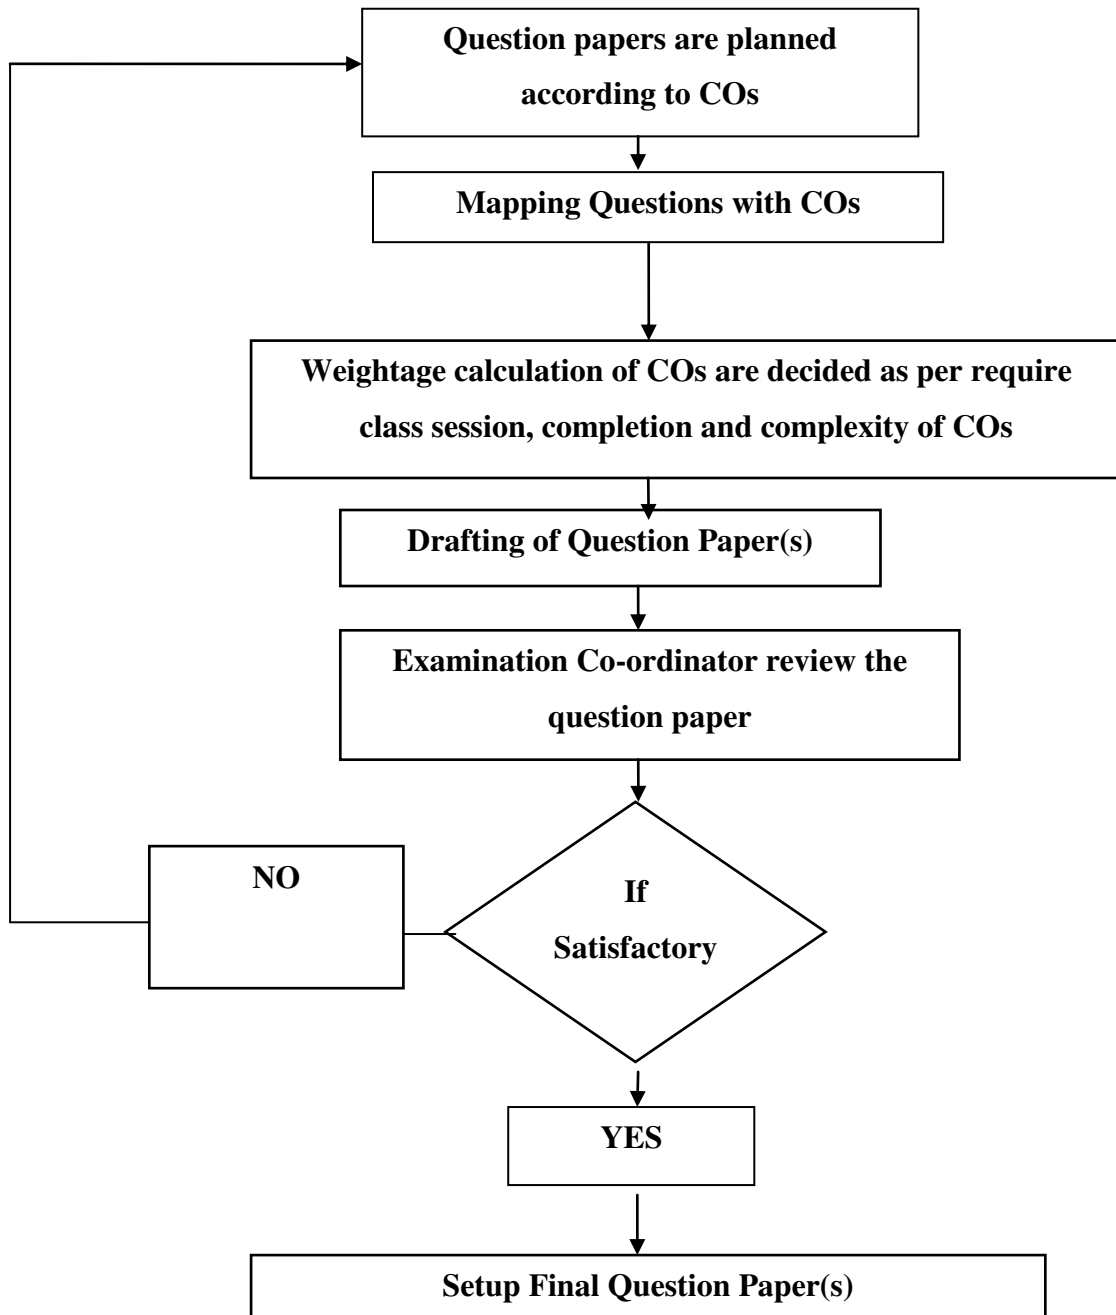 Question papers are planned
according to COs
Mapping Questions with COs
Weightage calculation of COs are decided as per require
class session, completion and complexity of COs
Drafting of Question Paper(s)
Examination Co-ordinator review the
question paper
NO
If
Satisfactory
YES
Setup Final Question Paper(s)